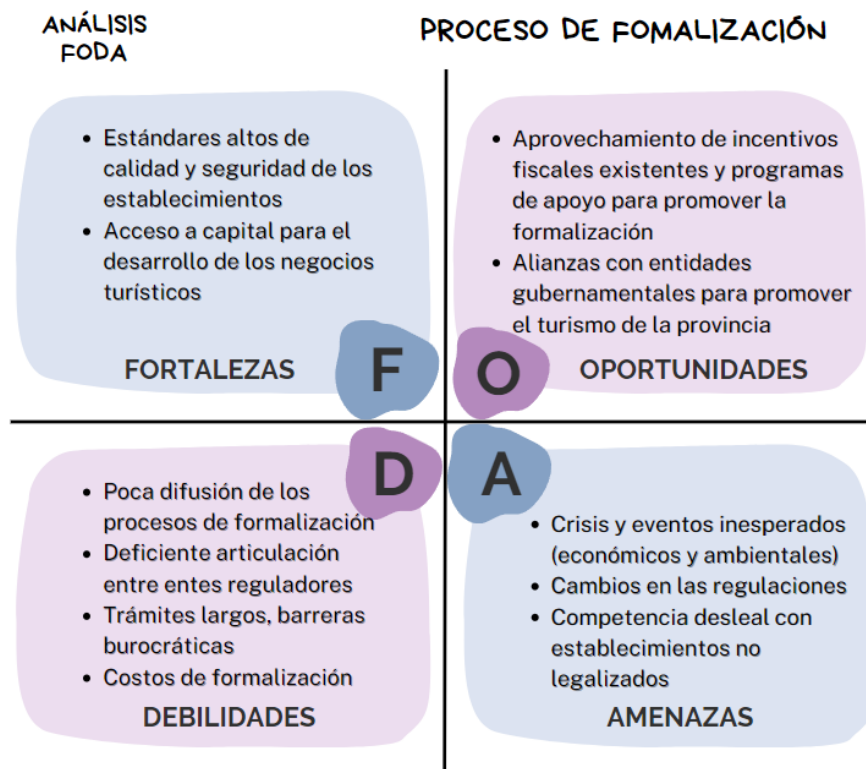 ANÁLISIS
FODA
PROCESO DE FOMALIZACIÓN
• Estándares altos de
calidad y seguridad de los
establecimientos
• Acceso a capital para el
desarrollo de los negocios
turísticos
FORTALEZAS
F
• Aprovechamiento de incentivos
fiscales existentes y programas
de apoyo para promover la
formalización
• Alianzas con entidades
gubernamentales para promover
el turismo de la provincia
O
OPORTUNIDADES
D
• Poca difusión de los
procesos de formalización
• Deficiente articulación
entre entes reguladores
• Trámites largos, barreras
burocráticas
• Costos de formalización
DEBILIDADES
A
• Crisis y eventos inesperados
(económicos y ambientales)
• Cambios en las regulaciones
• Competencia desleal con
establecimientos no
legalizados
AMENAZAS